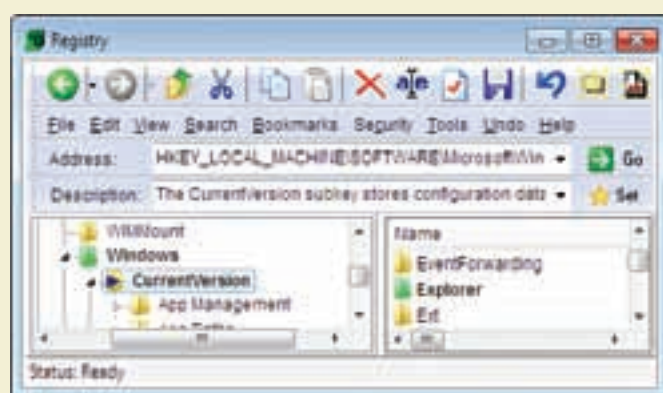 Registry
File Edit View Search Bookmarks Security Tools Undo Help
Address: HKEY_LOCAL_MACHINE\SOFTWARE\Microsoft\Win Go
Description: The CurrentVersion subkey stores configuration data Set
WIMMount
Windows
CurrentVersion
App Management
Name
EventForwarding
Explorer
Ext
Status: Ready